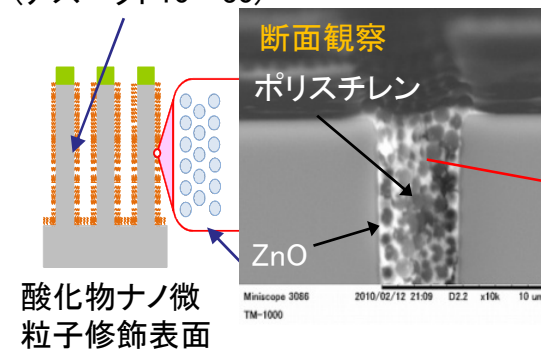 断面観察
ポリスチレン
ZnO
Miniscope 3086 2010/02/12 21:09 D2.2 x10k 10 um
TM-1000
酸化物ナノ微
粒子修飾表面